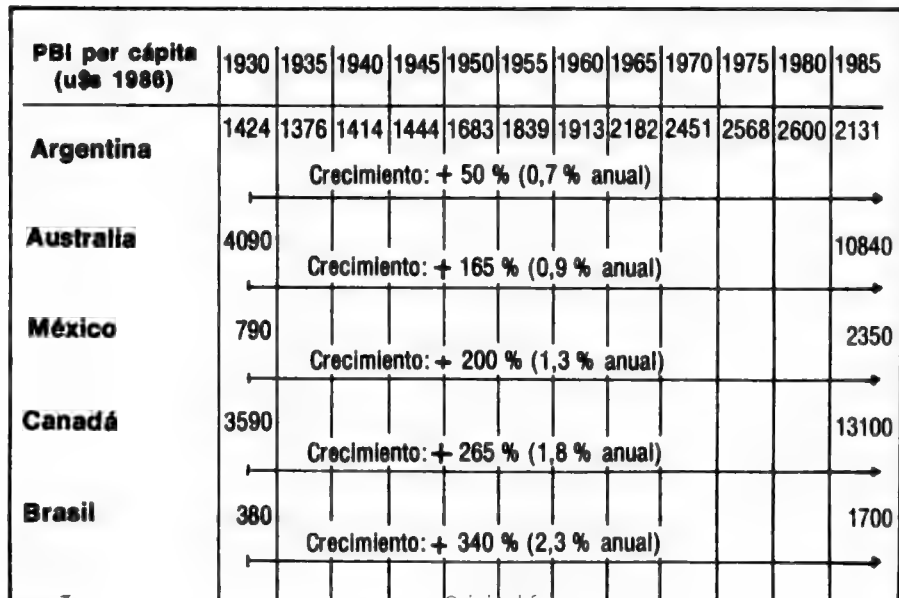 PBI per cápita 1930 1935 1940 1945 1950 1955 1960 1965 1970 1975 1980 1985
(u$s 1986)
Argentina 1424 1376 1414 1444 1683 1839 1913 2182 2451 2568 2600 2131
Crecimiento: + 50 % (0,7 % anual)
Australia 4090 10840
Crecimiento: + 165 % (0,9 % anual)
México 790 2350
Crecimiento: + 200 % (1,3 % anual)
Canadá 3590 13100
Crecimiento: + 265 % (1,8 % anual)
Brasil 380 1700
Crecimiento: + 340 % (2,3 % anual)